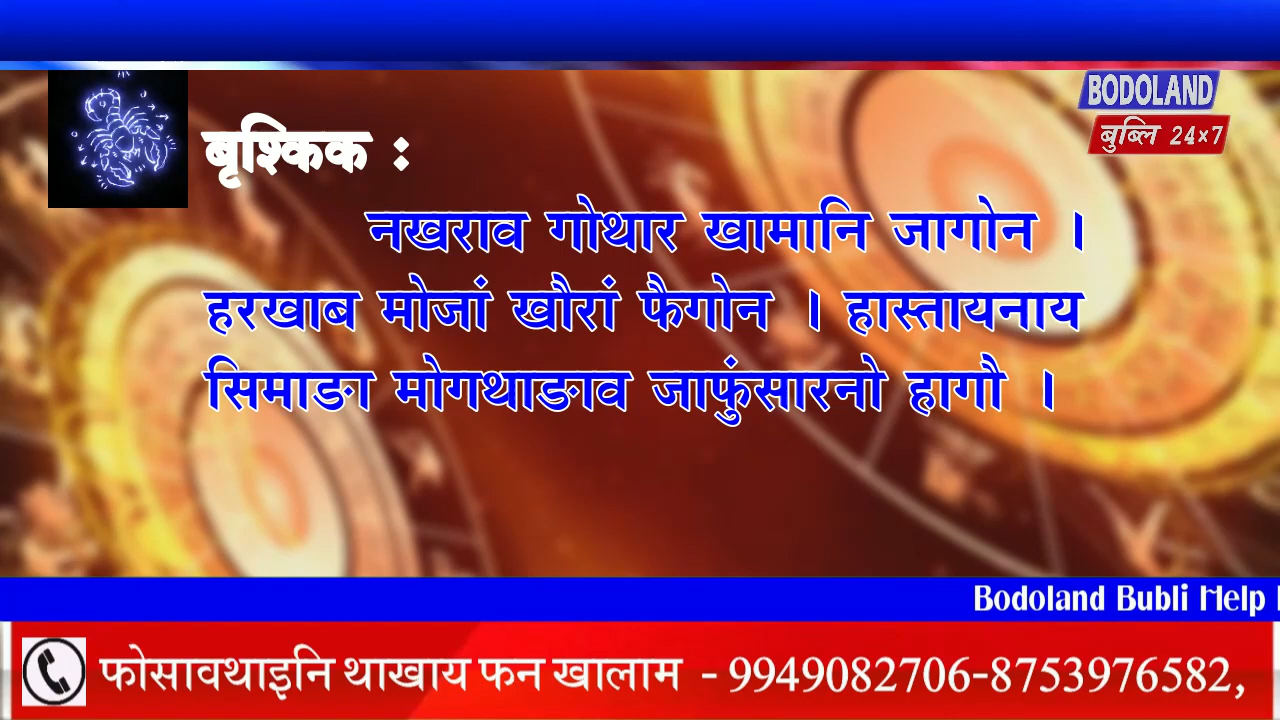 BODOLAND
बुब्लि 24×7
बृश्किक :
नखराव गोथार खामानि जागोन ।
हरखाब मोजां खौरां फैगोन । हास्तायनाय
सिमाङा मोगथाङाव जाफुंसारनो हागौ ।
Bodoland Bubli Help
फोसावथाइनि थाखाय फन खालाम - 9949082706-8753976582,